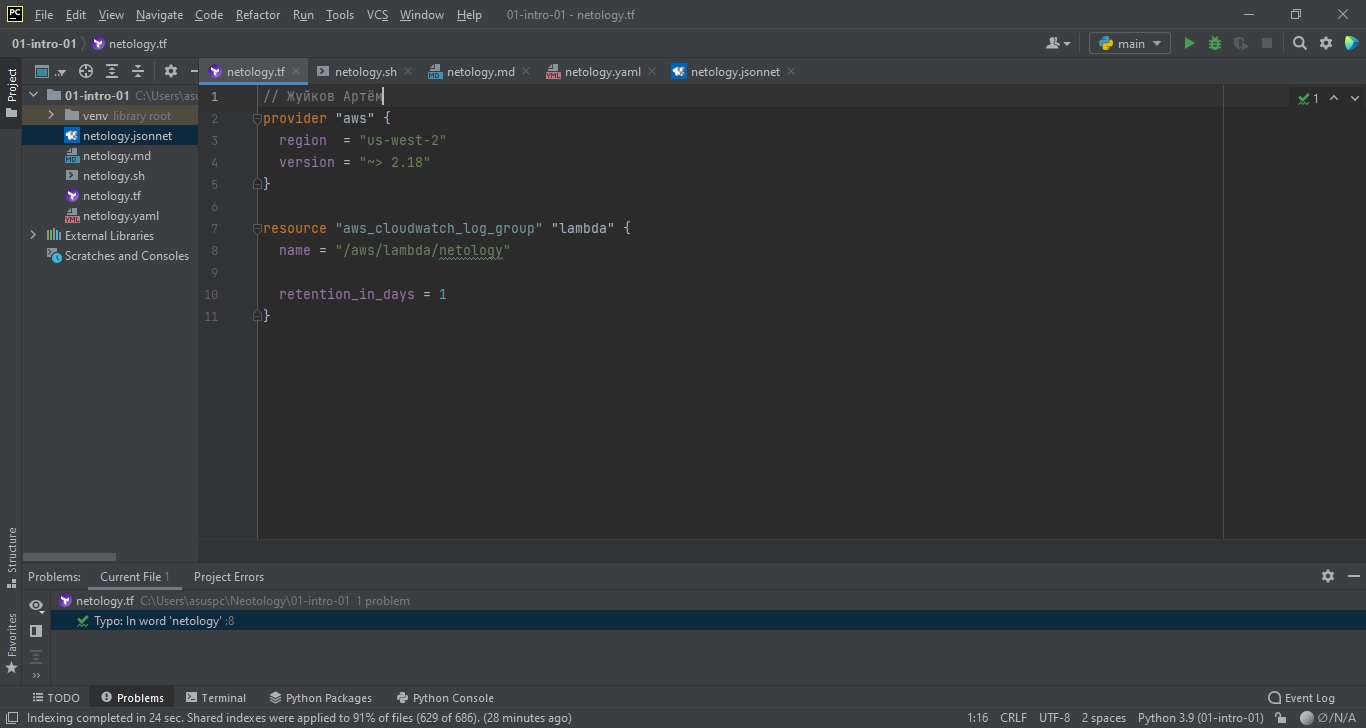 PC File Edit View Navigate Code Refactor Run Tools VCS Window Help 01-intro-01 - netology.tf
01-intro-01 netology.tf main
Project
netology.tf netology.sh netology.md netology.yaml netology.jsonnet
01-intro-01 C:\Users\asu
venv library root
netology.jsonnet
netology.md
netology.sh
netology.tf
netology.yaml
External Libraries
Scratches and Consoles
1 // Жуйков Артём
2 provider "aws" {
3 region = "us-west-2"
4 version = "~> 2.18"
5 }
6
7 resource "aws_cloudwatch_log_group" "lambda" {
8 name = "/aws/lambda/netology"
9
10 retention_in_days = 1
11 }
1
Structure
Favorites
Problems: Current File 1 Project Errors
netology.tf C:\Users\asuspc\Neotology\01-intro-01 1 problem
Typo: In word 'netology' :8
TODO Problems Terminal Python Packages Python Console Event Log
Indexing completed in 24 sec. Shared indexes were applied to 91% of files (629 of 686). (28 minutes ago) 1:16 CRLF UTF-8 2 spaces Python 3.9 (01-intro-01) ∅/N/A